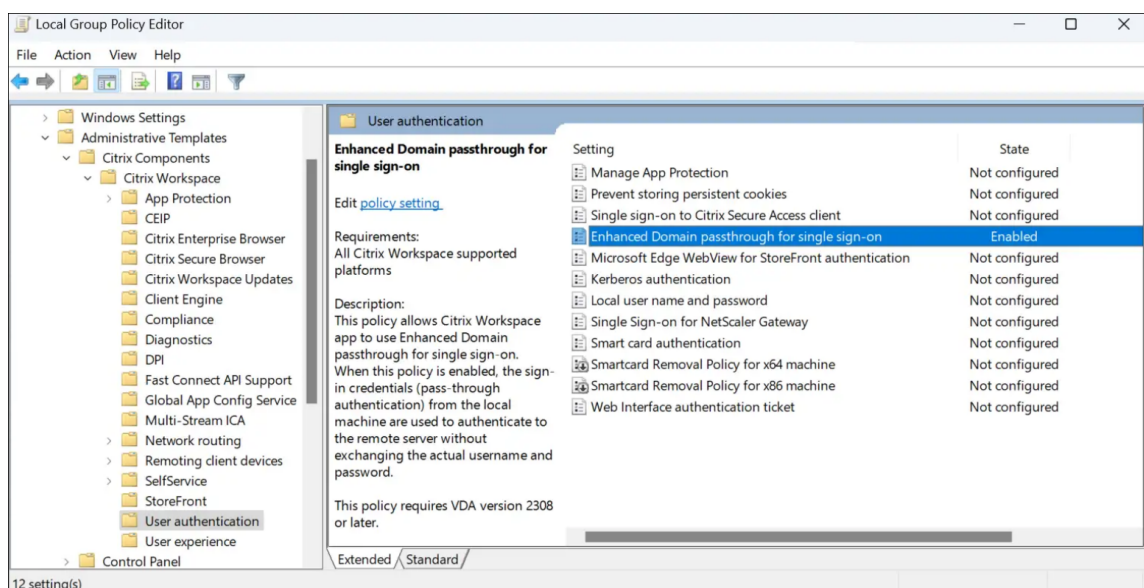 Local Group Policy Editor
File Action View Help
Windows Settings
Administrative Templates
Citrix Components
Citrix Workspace
App Protection
CEIP
Citrix Enterprise Browser
Citrix Secure Browser
Citrix Workspace Updates
Client Engine
Compliance
Diagnostics
DPI
Fast Connect API Support
Global App Config Service
Multi-Stream ICA
Network routing
Remoting client devices
SelfService
StoreFront
User authentication
User experience
Control Panel
User authentication
Enhanced Domain passthrough for
single sign-on
Edit policy setting
Requirements:
All Citrix Workspace supported
platforms
Description:
This policy allows Citrix Workspace
app to use Enhanced Domain
passthrough for single sign-on.
When this policy is enabled, the sign-
in credentials (pass-through
authentication) from the local
machine are used to authenticate to
the remote server without
exchanging the actual username and
password.
This policy requires VDA version 2308
or later.
Setting State
Manage App Protection Not configured
Prevent storing persistent cookies Not configured
Single sign-on to Citrix Secure Access client Not configured
Enhanced Domain passthrough for single sign-on Enabled
Microsoft Edge WebView for StoreFront authentication Not configured
Kerberos authentication Not configured
Local user name and password Not configured
Single Sign-on for NetScaler Gateway Not configured
Smart card authentication Not configured
Smartcard Removal Policy for x64 machine Not configured
Smartcard Removal Policy for x86 machine Not configured
Web Interface authentication ticket Not configured
Extended Standard
12 setting(s)